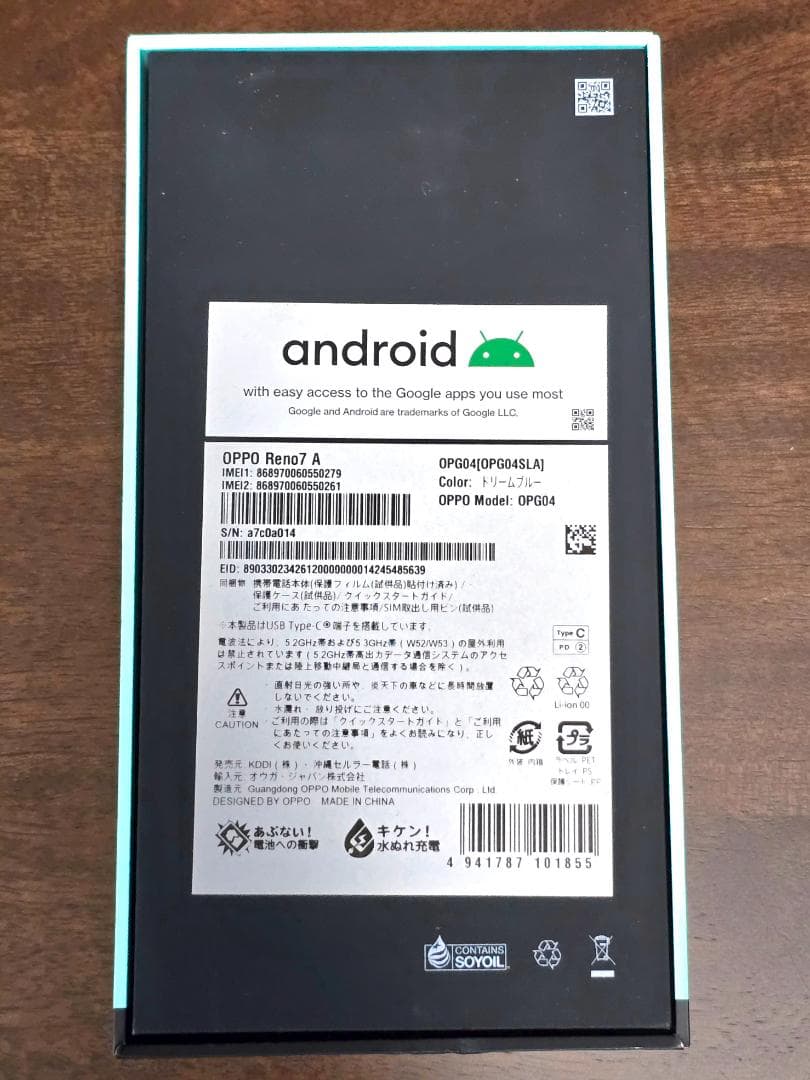 android
with easy access to the Google apps you use most
Google and Android are trademarks of Google LLC.
OPPO Reno7 A
IMEI1: 868970060550279
IMEI2: 868970060550261
OPG04[OPG04SLA]
Color: ドリームブルー
OPPO Model: OPG04
S/N: a7c0a014
EID: 89033023426120000000014245485639
同梱物 携帯電話本体(保護フィルム(試供品)貼付け済み)/
保護ケース(試供品)/クイックスタートガイド/
ご利用にあたっての注意事項/SIM取出し用ピン(試供品)
※本製品はUSB Type-C®端子を搭載しています。
電波法により、5.2GHz帯および5.3GHz帯(W52/W53)の屋外利用
は禁止されています(5.2GHz帯高出力データ通信システムのアクセ
スポイントまたは陸上移動中継局と通信する場合を除く)。
Type C
PD 2
注意
CAUTION
・直射日光の強い所や、炎天下の車などに長時間放置
しないでください。
・水濡れ・放り投げにご注意ください。
・ご利用の際は「クイックスタートガイド」と「ご利用
にあたっての注意事項」をよくお読みになり、正し
くお使いください。
Li-ion 00
紙
外装 内箱
プラ
ラベル PET
トレイ PS
保護シート PP
発売元 KDDI(株)・沖縄セルラー電話(株)
輸入元 オウガ・ジャパン株式会社
製造元 Guangdong OPPO Mobile Telecommunications Corp., Ltd.
DESIGNED BY OPPO MADE IN CHINA
あぶない!
電池への衝撃
キケン!
水ぬれ充電
4 941787 101855
CONTAINS
SOYOIL